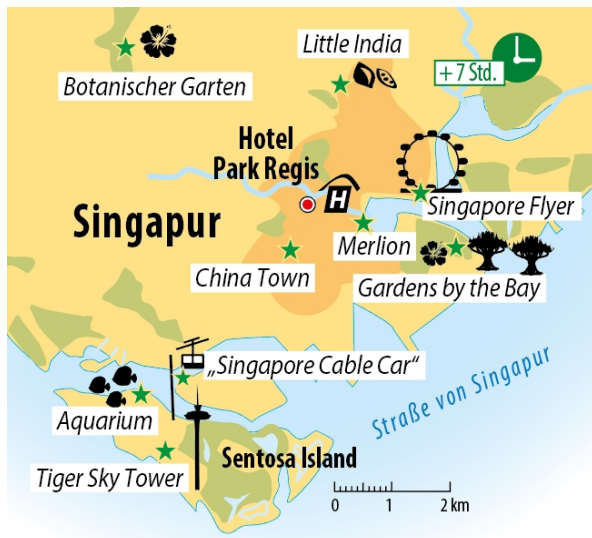 Little India
+ 7 Std.
Botanischer Garten
Hotel
Park Regis
H
Singapore Flyer
Singapur
Merlion
China Town
Gardens by the Bay
„Singapore Cable Car“
Straße von Singapur
Aquarium
Sentosa Island
Tiger Sky Tower
0 1 2 km